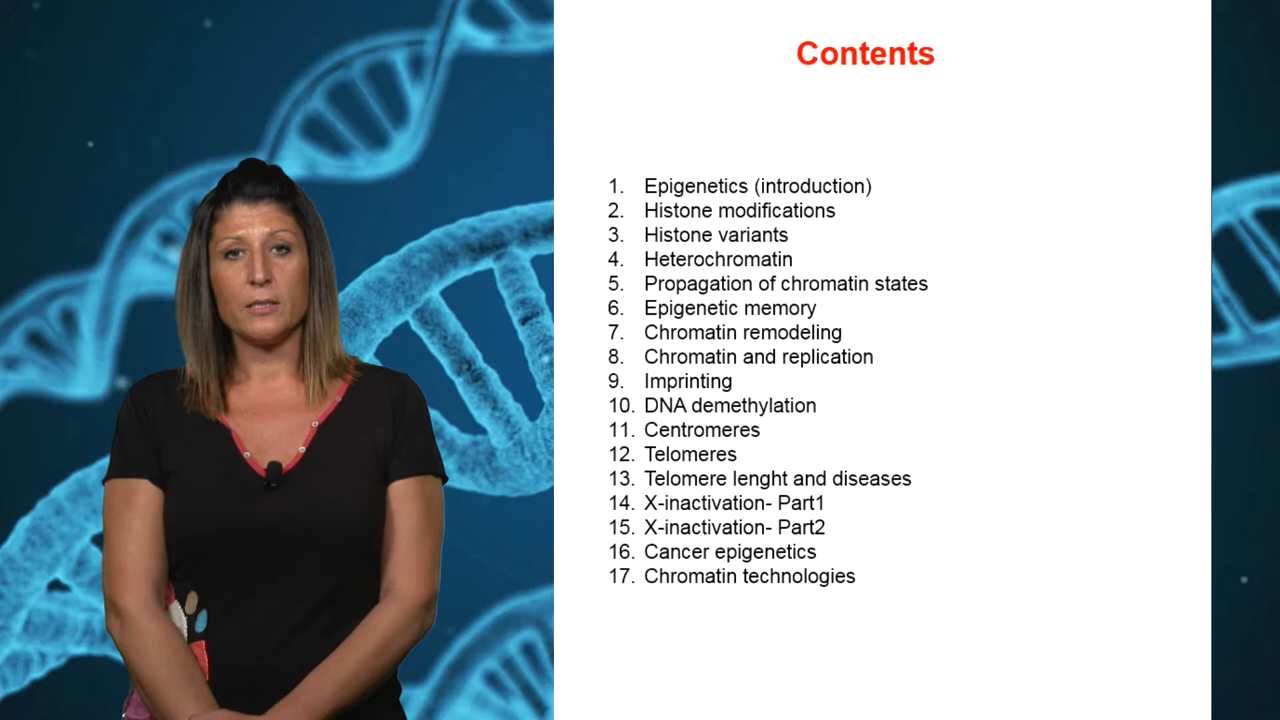 Contents
1. Epigenetics (introduction)
2. Histone modifications
3. Histone variants
4. Heterochromatin
5. Propagation of chromatin states
6. Epigenetic memory
7. Chromatin remodeling
8. Chromatin and replication
9. Imprinting
10. DNA demethylation
11. Centromeres
12. Telomeres
13. Telomere lenght and diseases
14. X-inactivation- Part1
15. X-inactivation- Part2
16. Cancer epigenetics
17. Chromatin technologies